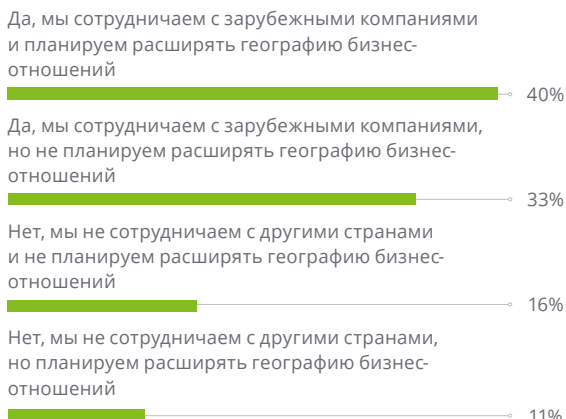 Да, мы сотрудничаем с зарубежными компаниями
и планируем расширять географию бизнес-
отношений
40%
Да, мы сотрудничаем с зарубежными компаниями,
но не планируем расширять географию бизнес-
отношений
33%
Нет, мы не сотрудничаем с другими странами
и не планируем расширять географию бизнес-
отношений
16%
Нет, мы не сотрудничаем с другими странами,
но планируем расширять географию бизнес-
отношений
11%